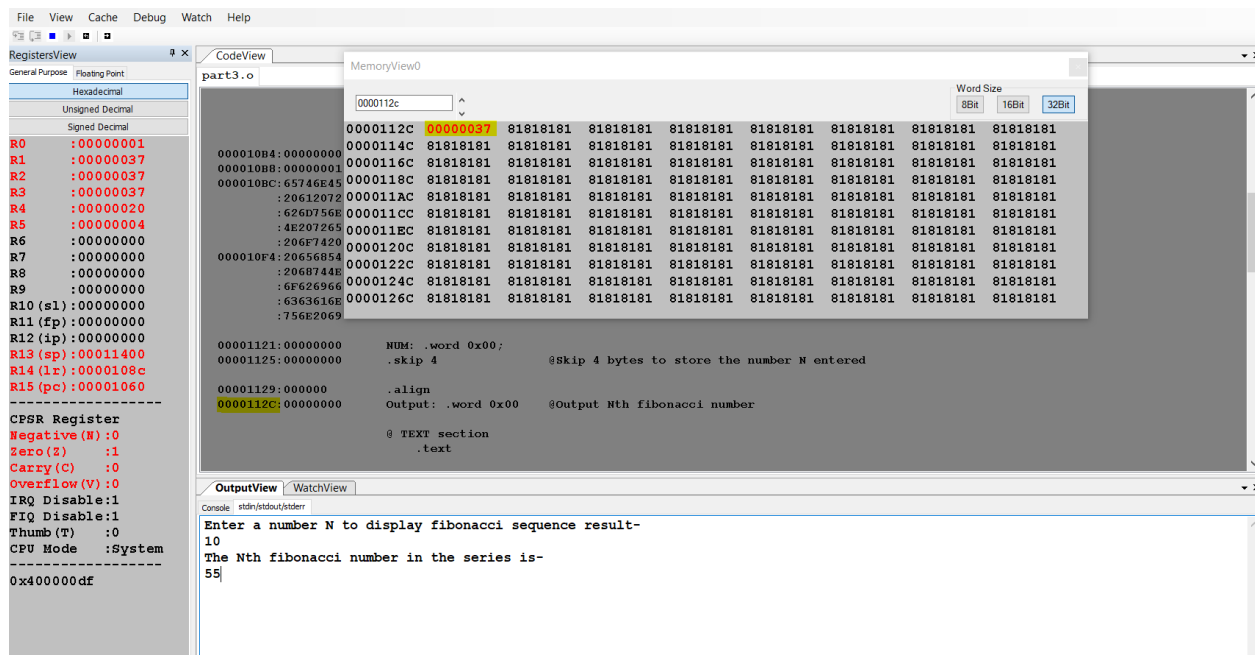 File View Cache Debug Watch Help
RegistersView
General Purpose Floating Point
Hexadecimal
Unsigned Decimal
Signed Decimal
R0 :00000001
R1 :00000037
R2 :00000037
R3 :00000037
R4 :00000020
R5 :00000004
R6 :00000000
R7 :00000000
R8 :00000000
R9 :00000000
R10(sl):00000000
R11(fp):00000000
R12(ip):00000000
R13(sp):00011400
R14(lr):0000108c
R15(pc):00001060
--------------------
CPSR Register
Negative(N):0
Zero(Z) :1
Carry(C) :0
Overflow(V):0
IRQ Disable:1
FIQ Disable:1
Thumb(T) :0
CPU Mode :System
--------------------
0x400000df
CodeView
part3.o
000010B4:00000000
000010B8:00000001
000010BC:65746E45
:20612072
:626D756E
:4E207265
:206F7420
000010F4:20656854
:2068744E
:6F626966
:6363616E
:756E2069
00001121:00000000 NUM: .word 0x00;
00001125:00000000 .skip 4 @Skip 4 bytes to store the number N entered
00001129:000000 .align
0000112C:00000000 Output: .word 0x00 @Output Nth fibonacci number
@ TEXT section
.text
MemoryView0
0000112c
Word Size
8Bit 16Bit 32Bit
0000112C 00000037 81818181 81818181 81818181 81818181 81818181 81818181 81818181
0000114C 81818181 81818181 81818181 81818181 81818181 81818181 81818181 81818181
0000116C 81818181 81818181 81818181 81818181 81818181 81818181 81818181 81818181
0000118C 81818181 81818181 81818181 81818181 81818181 81818181 81818181 81818181
000011AC 81818181 81818181 81818181 81818181 81818181 81818181 81818181 81818181
000011CC 81818181 81818181 81818181 81818181 81818181 81818181 81818181 81818181
000011EC 81818181 81818181 81818181 81818181 81818181 81818181 81818181 81818181
0000120C 81818181 81818181 81818181 81818181 81818181 81818181 81818181 81818181
0000122C 81818181 81818181 81818181 81818181 81818181 81818181 81818181 81818181
0000124C 81818181 81818181 81818181 81818181 81818181 81818181 81818181 81818181
0000126C 81818181 81818181 81818181 81818181 81818181 81818181 81818181 81818181
OutputView WatchView
Console stdin/stdout/stderr
Enter a number N to display fibonacci sequence result-
10
The Nth fibonacci number in the series is-
55